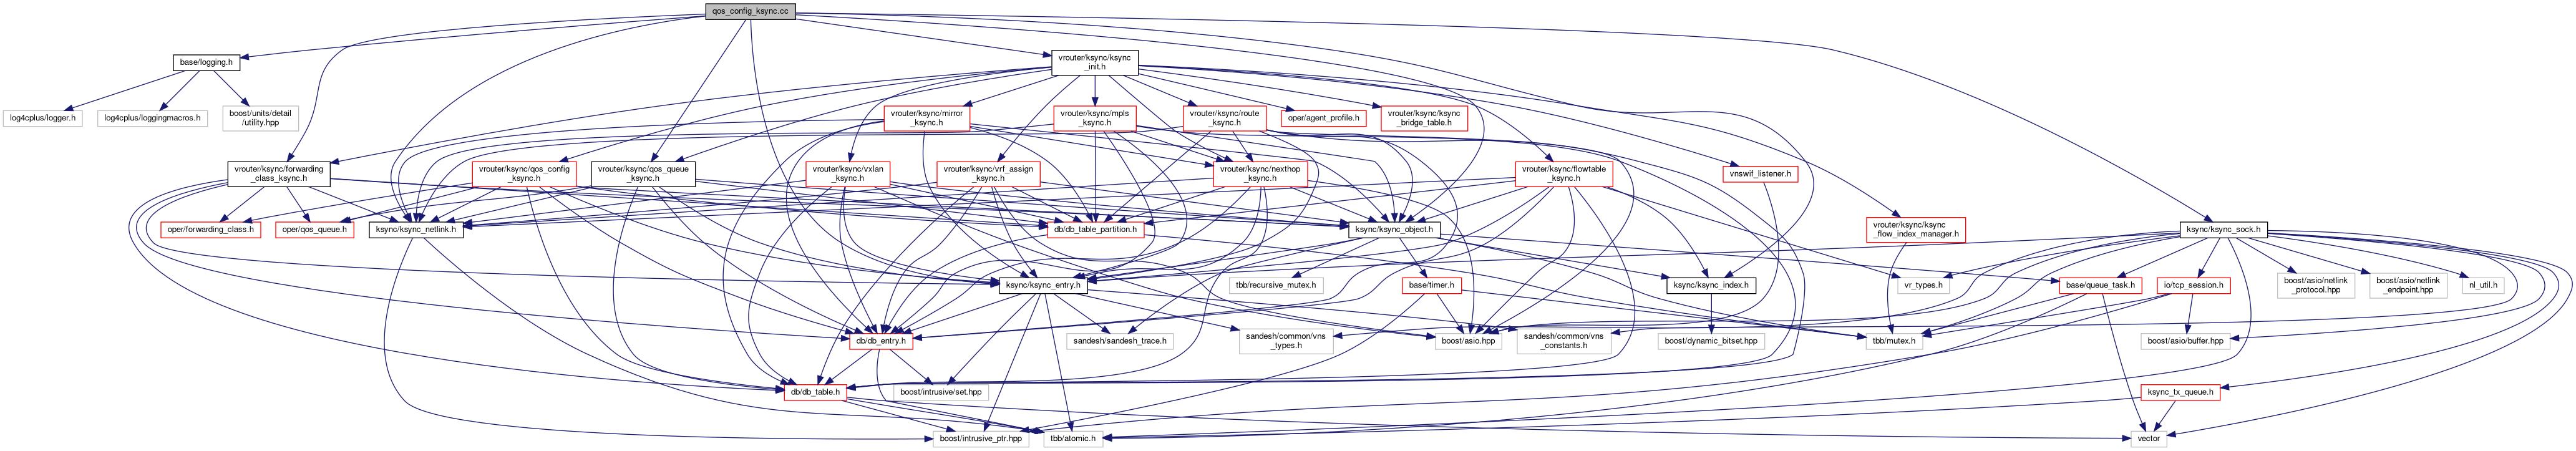 qos_config_ksync.cc
base/logging.h
vrouter/ksync/ksync
_init.h
log4cplus/logger.h
log4cplus/loggingmacros.h
boost/units/detail
/utility.hpp
vrouter/ksync/mirror
_ksync.h
vrouter/ksync/mpls
_ksync.h
vrouter/ksync/route
_ksync.h
oper/agent_profile.h
vrouter/ksync/ksync
_bridge_table.h
vrouter/ksync/forwarding
_class_ksync.h
vrouter/ksync/qos_config
_ksync.h
vrouter/ksync/qos_queue
_ksync.h
vrouter/ksync/vxlan
_ksync.h
vrouter/ksync/vrf_assign
_ksync.h
vrouter/ksync/nexthop
_ksync.h
vrouter/ksync/flowtable
_ksync.h
vnswif_listener.h
oper/forwarding_class.h
oper/qos_queue.h
ksync/ksync_netlink.h
db/db_table_partition.h
ksync/ksync_object.h
vrouter/ksync/ksync
_flow_index_manager.h
ksync/ksync_sock.h
ksync/ksync_entry.h
tbb/recursive_mutex.h
base/timer.h
ksync/ksync_index.h
vr_types.h
base/queue_task.h
io/tcp_session.h
boost/asio/netlink
_protocol.hpp
boost/asio/netlink
_endpoint.hpp
nl_util.h
db/db_entry.h
sandesh/sandesh_trace.h
sandesh/common/vns
_types.h
boost/asio.hpp
sandesh/common/vns
_constants.h
boost/dynamic_bitset.hpp
tbb/mutex.h
boost/asio/buffer.hpp
db/db_table.h
boost/intrusive/set.hpp
ksync_tx_queue.h
boost/intrusive_ptr.hpp
tbb/atomic.h
vector